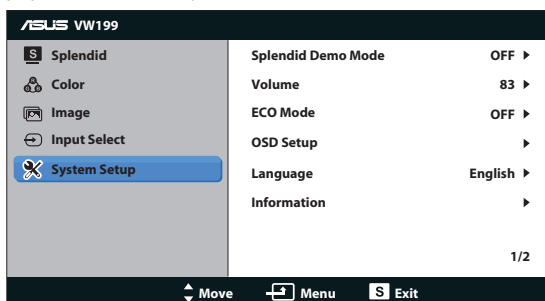 ASUS VW199
S Splendid
Color
Image
Input Select
System Setup
Splendid Demo Mode OFF
Volume 83
ECO Mode OFF
OSD Setup
Language English
Information
1/2
Move Menu S Exit